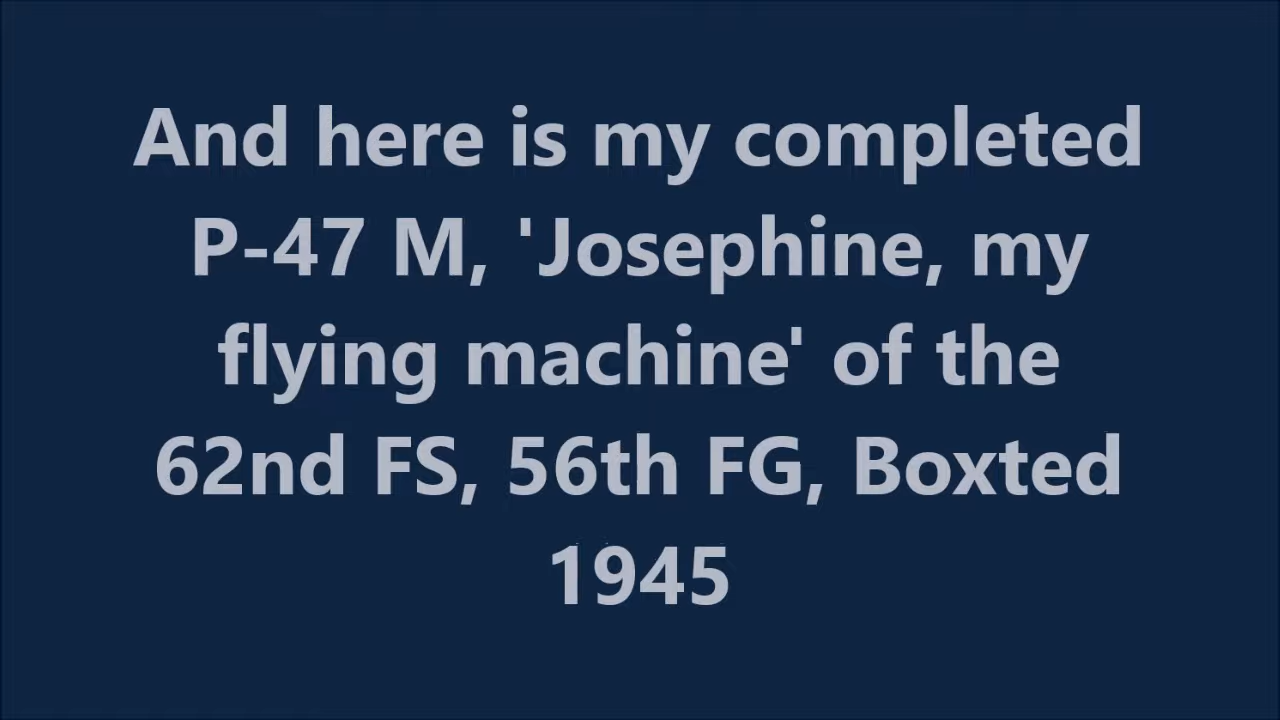 And here is my completed
P-47 M, 'Josephine, my
flying machine' of the
62nd FS, 56th FG, Boxted
1945